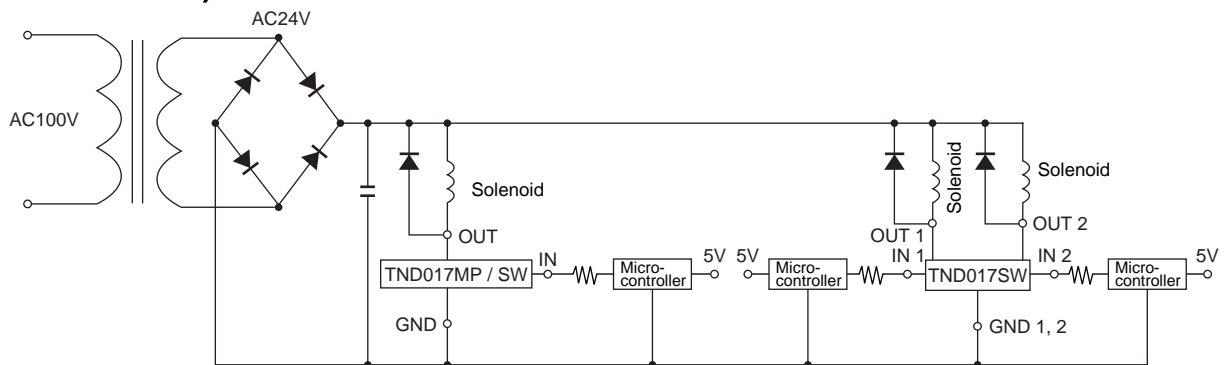 AC24V
AC100V
Solenoid
OUT
TND017MP / SW
IN
Micro-
controller
5V
GND
Solenoid
Solenoid
OUT 1
OUT 2
5V
Micro-
controller
IN 1
TND017SW
IN 2
Micro-
controller
5V
GND 1, 2